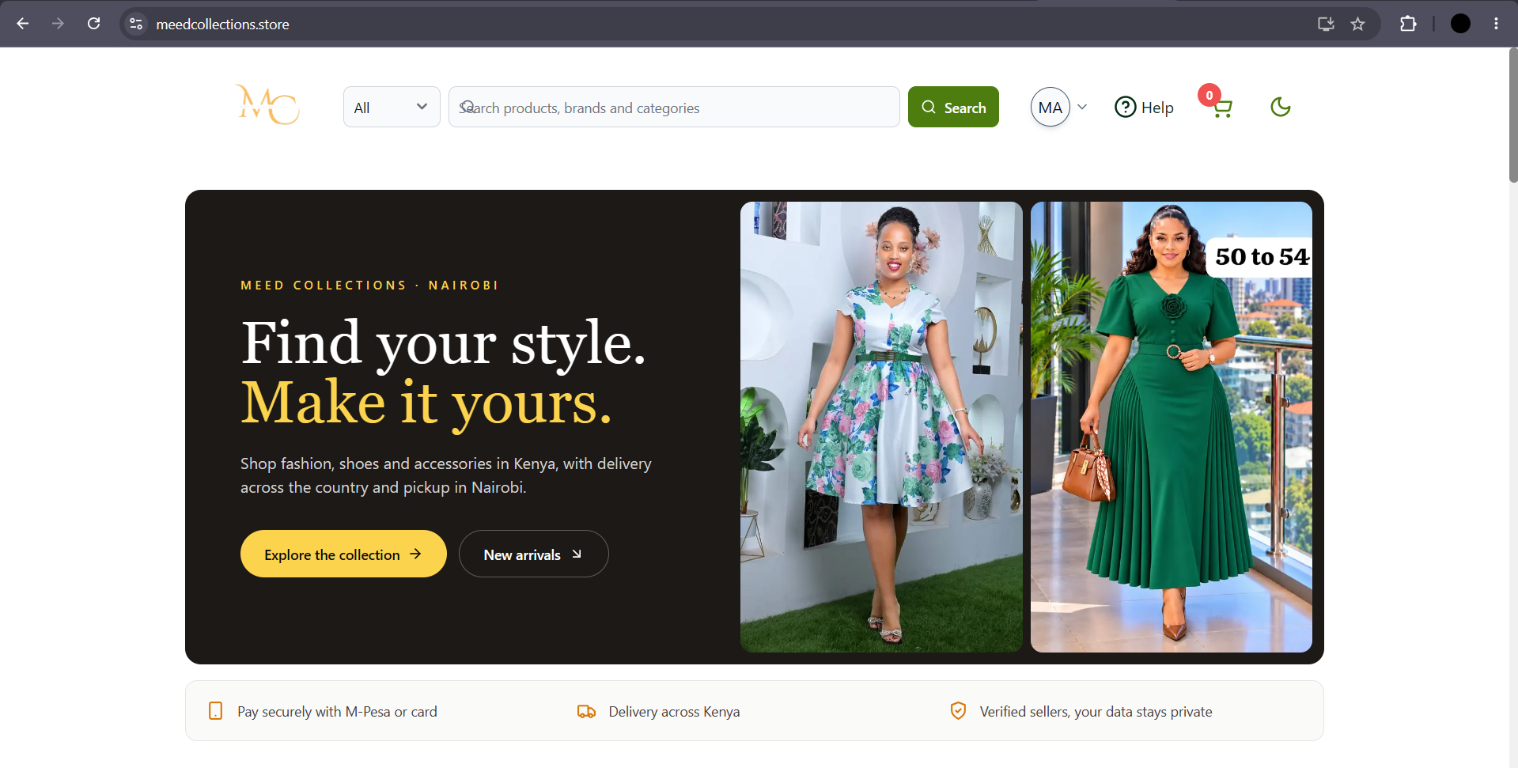 meedcollections.store
MC
All
Search products, brands and categories
Search
MA
Help
0
MEED COLLECTIONS · NAIROBI
Find your style.
Make it yours.
Shop fashion, shoes and accessories in Kenya, with delivery
across the country and pickup in Nairobi.
Explore the collection
New arrivals
50 to 54
Pay securely with M-Pesa or card
Delivery across Kenya
Verified sellers, your data stays private